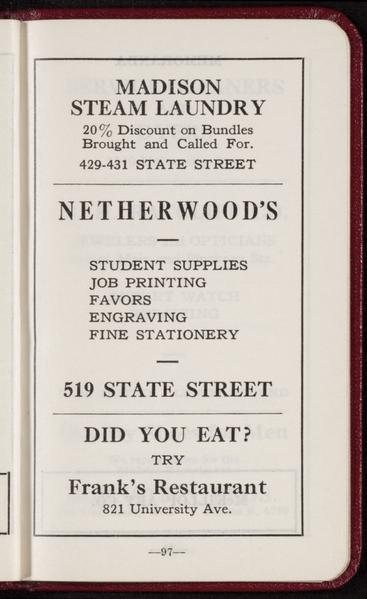 MADISON
STEAM LAUNDRY
20% Discount on Bundles
Brought and Called For.
429-431 STATE STREET
NETHERWOOD'S
STUDENT SUPPLIES
JOB PRINTING
FAVORS
ENGRAVING
FINE STATIONERY
519 STATE STREET
DID YOU EAT?
TRY
Frank's Restaurant
821 University Ave.
—97—